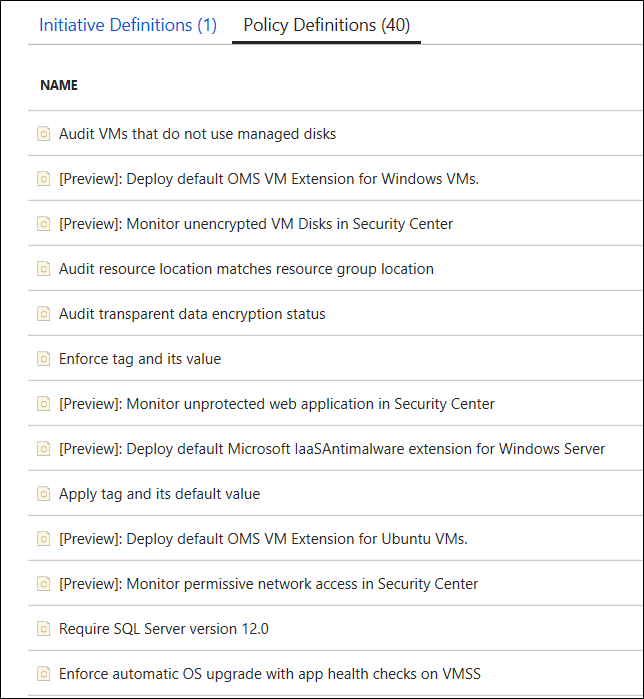 Initiative Definitions (1) Policy Definitions (40)
NAME
Audit VMs that do not use managed disks
[Preview]: Deploy default OMS VM Extension for Windows VMs.
[Preview]: Monitor unencrypted VM Disks in Security Center
Audit resource location matches resource group location
Audit transparent data encryption status
Enforce tag and its value
[Preview]: Monitor unprotected web application in Security Center
[Preview]: Deploy default Microsoft IaaSAntimalware extension for Windows Server
Apply tag and its default value
[Preview]: Deploy default OMS VM Extension for Ubuntu VMs.
[Preview]: Monitor permissive network access in Security Center
Require SQL Server version 12.0
Enforce automatic OS upgrade with app health checks on VMSS